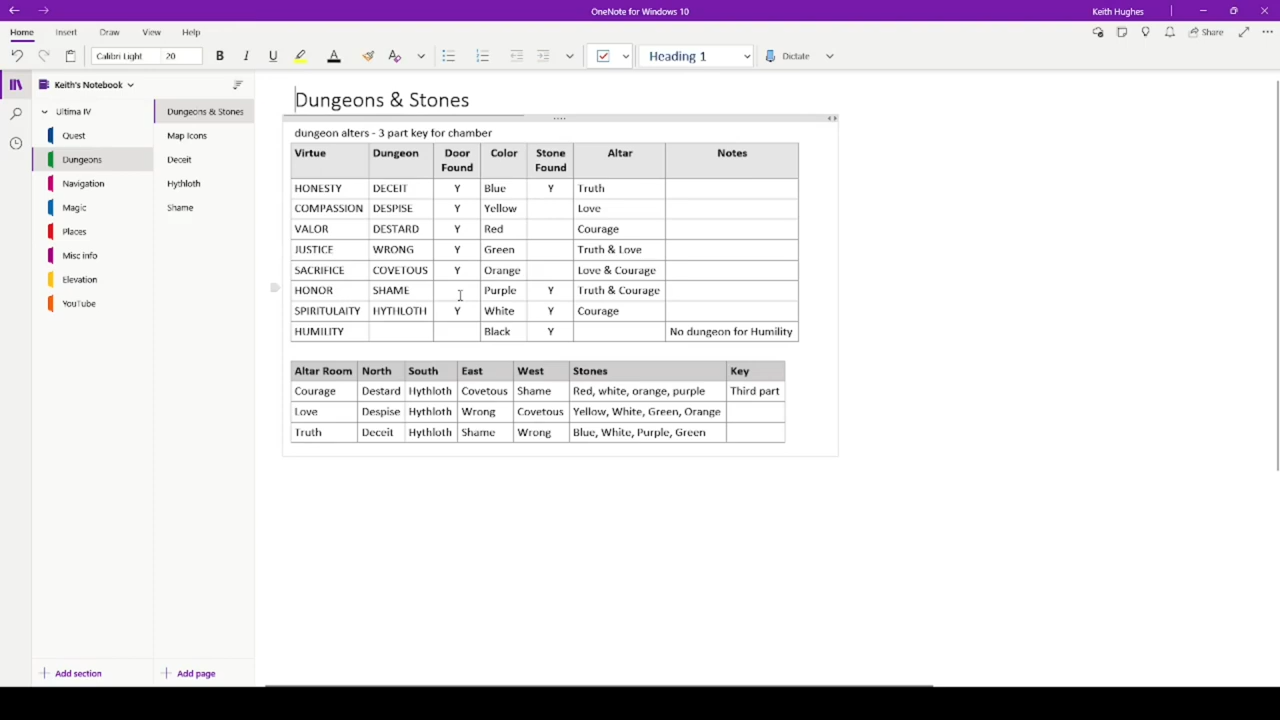 OneNote for Windows 10
Keith Hughes
Home Insert Draw View Help
Share
Calibri Light 20 B I U A Heading 1 Dictate
Keith's Notebook
Ultima IV
Quest
Dungeons
Navigation
Magic
Places
Misc info
Elevation
YouTube
Add section
Dungeons & Stones
Map Icons
Deceit
Hythloth
Shame
Add page
Dungeons & Stones
dungeon alters - 3 part key for chamber
Virtue Dungeon Door Found Color Stone Found Altar Notes
HONESTY DECEIT Y Blue Y Truth
COMPASSION DESPISE Y Yellow Love
VALOR DESTARD Y Red Courage
JUSTICE WRONG Y Green Truth & Love
SACRIFICE COVETOUS Y Orange Love & Courage
HONOR SHAME Purple Y Truth & Courage
SPIRITULAITY HYTHLOTH Y White Y Courage
HUMILITY Black Y No dungeon for Humility
Altar Room North South East West Stones Key
Courage Destard Hythloth Covetous Shame Red, white, orange, purple Third part
Love Despise Hythloth Wrong Covetous Yellow, White, Green, Orange
Truth Deceit Hythloth Shame Wrong Blue, White, Purple, Green